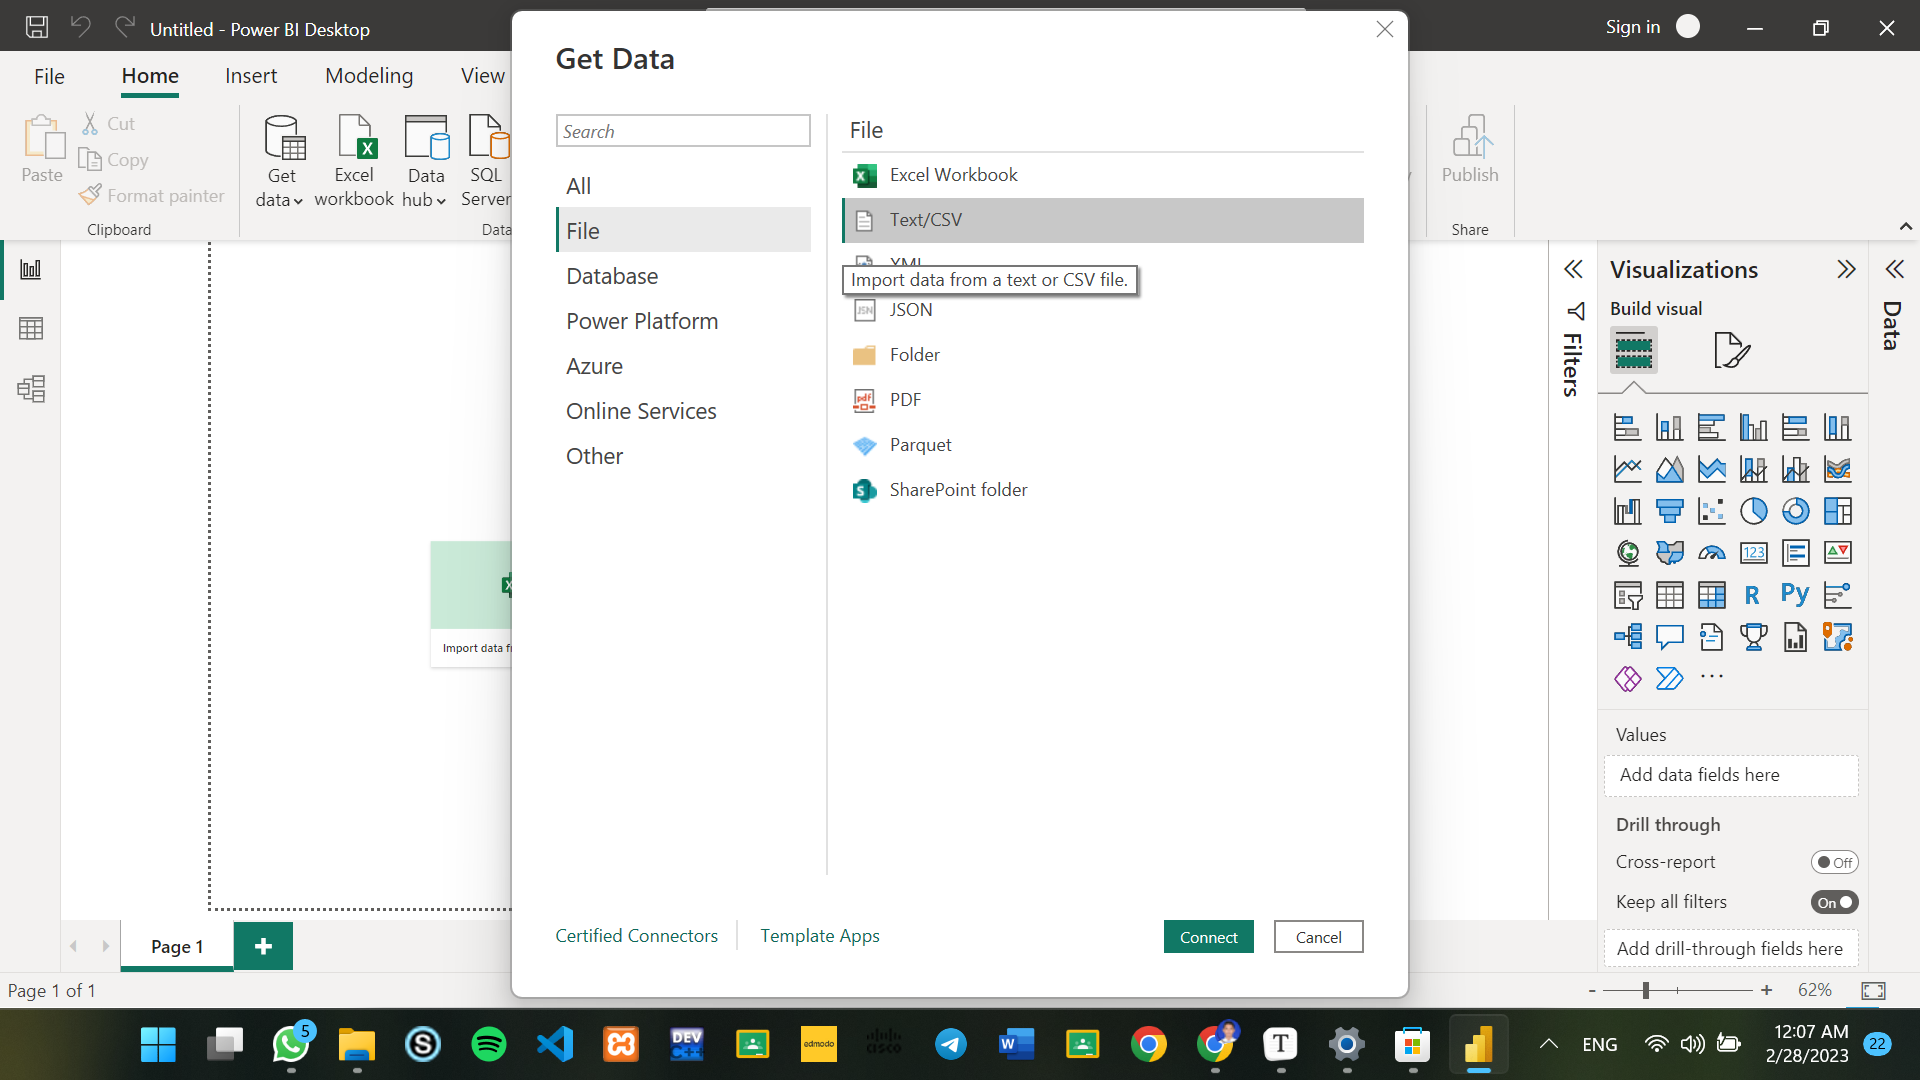 Untitled - Power BI Desktop
Sign in
File
Home
Insert
Modeling
View
Paste
Cut
Copy
Format painter
Clipboard
Get
data
Excel
workbook
Data
hub
SQL
Server
Data
Publish
Share
Get Data
Search
All
File
Database
Power Platform
Azure
Online Services
Other
File
Excel Workbook
Text/CSV
Import data from a text or CSV file.
JSON
Folder
PDF
Parquet
SharePoint folder
Certified Connectors
Template Apps
Connect
Cancel
Import data
Filters
Visualizations
Build visual
123
R
Py
Values
Add data fields here
Drill through
Cross-report
Off
Keep all filters
On
Add drill-through fields here
Data
Page 1
Page 1 of 1
62%
5
DEV
C++
edmodo
cisco
W
T
ENG
12:07 AM
2/28/2023
22